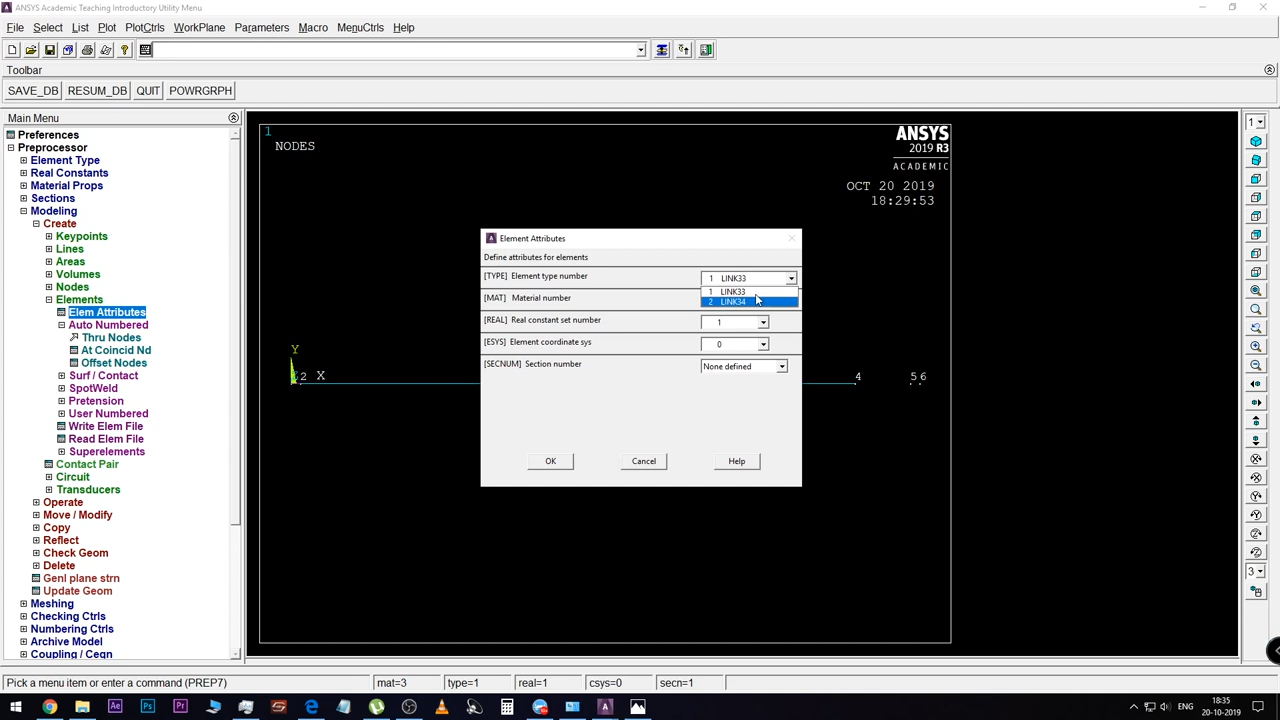 ANSYS Academic Teaching Introductory Utility Menu
File Select List Plot PlotCtrls WorkPlane Parameters Macro MenuCtrls Help
Toolbar
SAVE_DB RESUM_DB QUIT POWRGRPH
Main Menu
Preferences
Preprocessor
Element Type
Real Constants
Material Props
Sections
Modeling
Create
Keypoints
Lines
Areas
Volumes
Nodes
Elements
Elem Attributes
Auto Numbered
Thru Nodes
At Coincid Nd
Offset Nodes
Surf / Contact
SpotWeld
Pretension
User Numbered
Write Elem File
Read Elem File
Superelements
Contact Pair
Circuit
Transducers
Operate
Move / Modify
Copy
Reflect
Check Geom
Delete
Genl plane strn
Update Geom
Meshing
Checking Ctrls
Numbering Ctrls
Archive Model
Coupling / Ceqn
1
NODES
ANSYS
2019 R3
ACADEMIC
OCT 20 2019
18:29:53
Y
2 X
4
5 6
Element Attributes
Define attributes for elements
[TYPE] Element type number 1 LINK33
1 LINK33
2 LINK34
[MAT] Material number
[REAL] Real constant set number 1
[ESYS] Element coordinate sys 0
[SECNUM] Section number None defined
OK Cancel Help
1
3
Pick a menu item or enter a command (PREP7) mat=3 type=1 real=1 csys=0 secn=1
Ae Ps Pr
ENG
18:35
20-10-2019